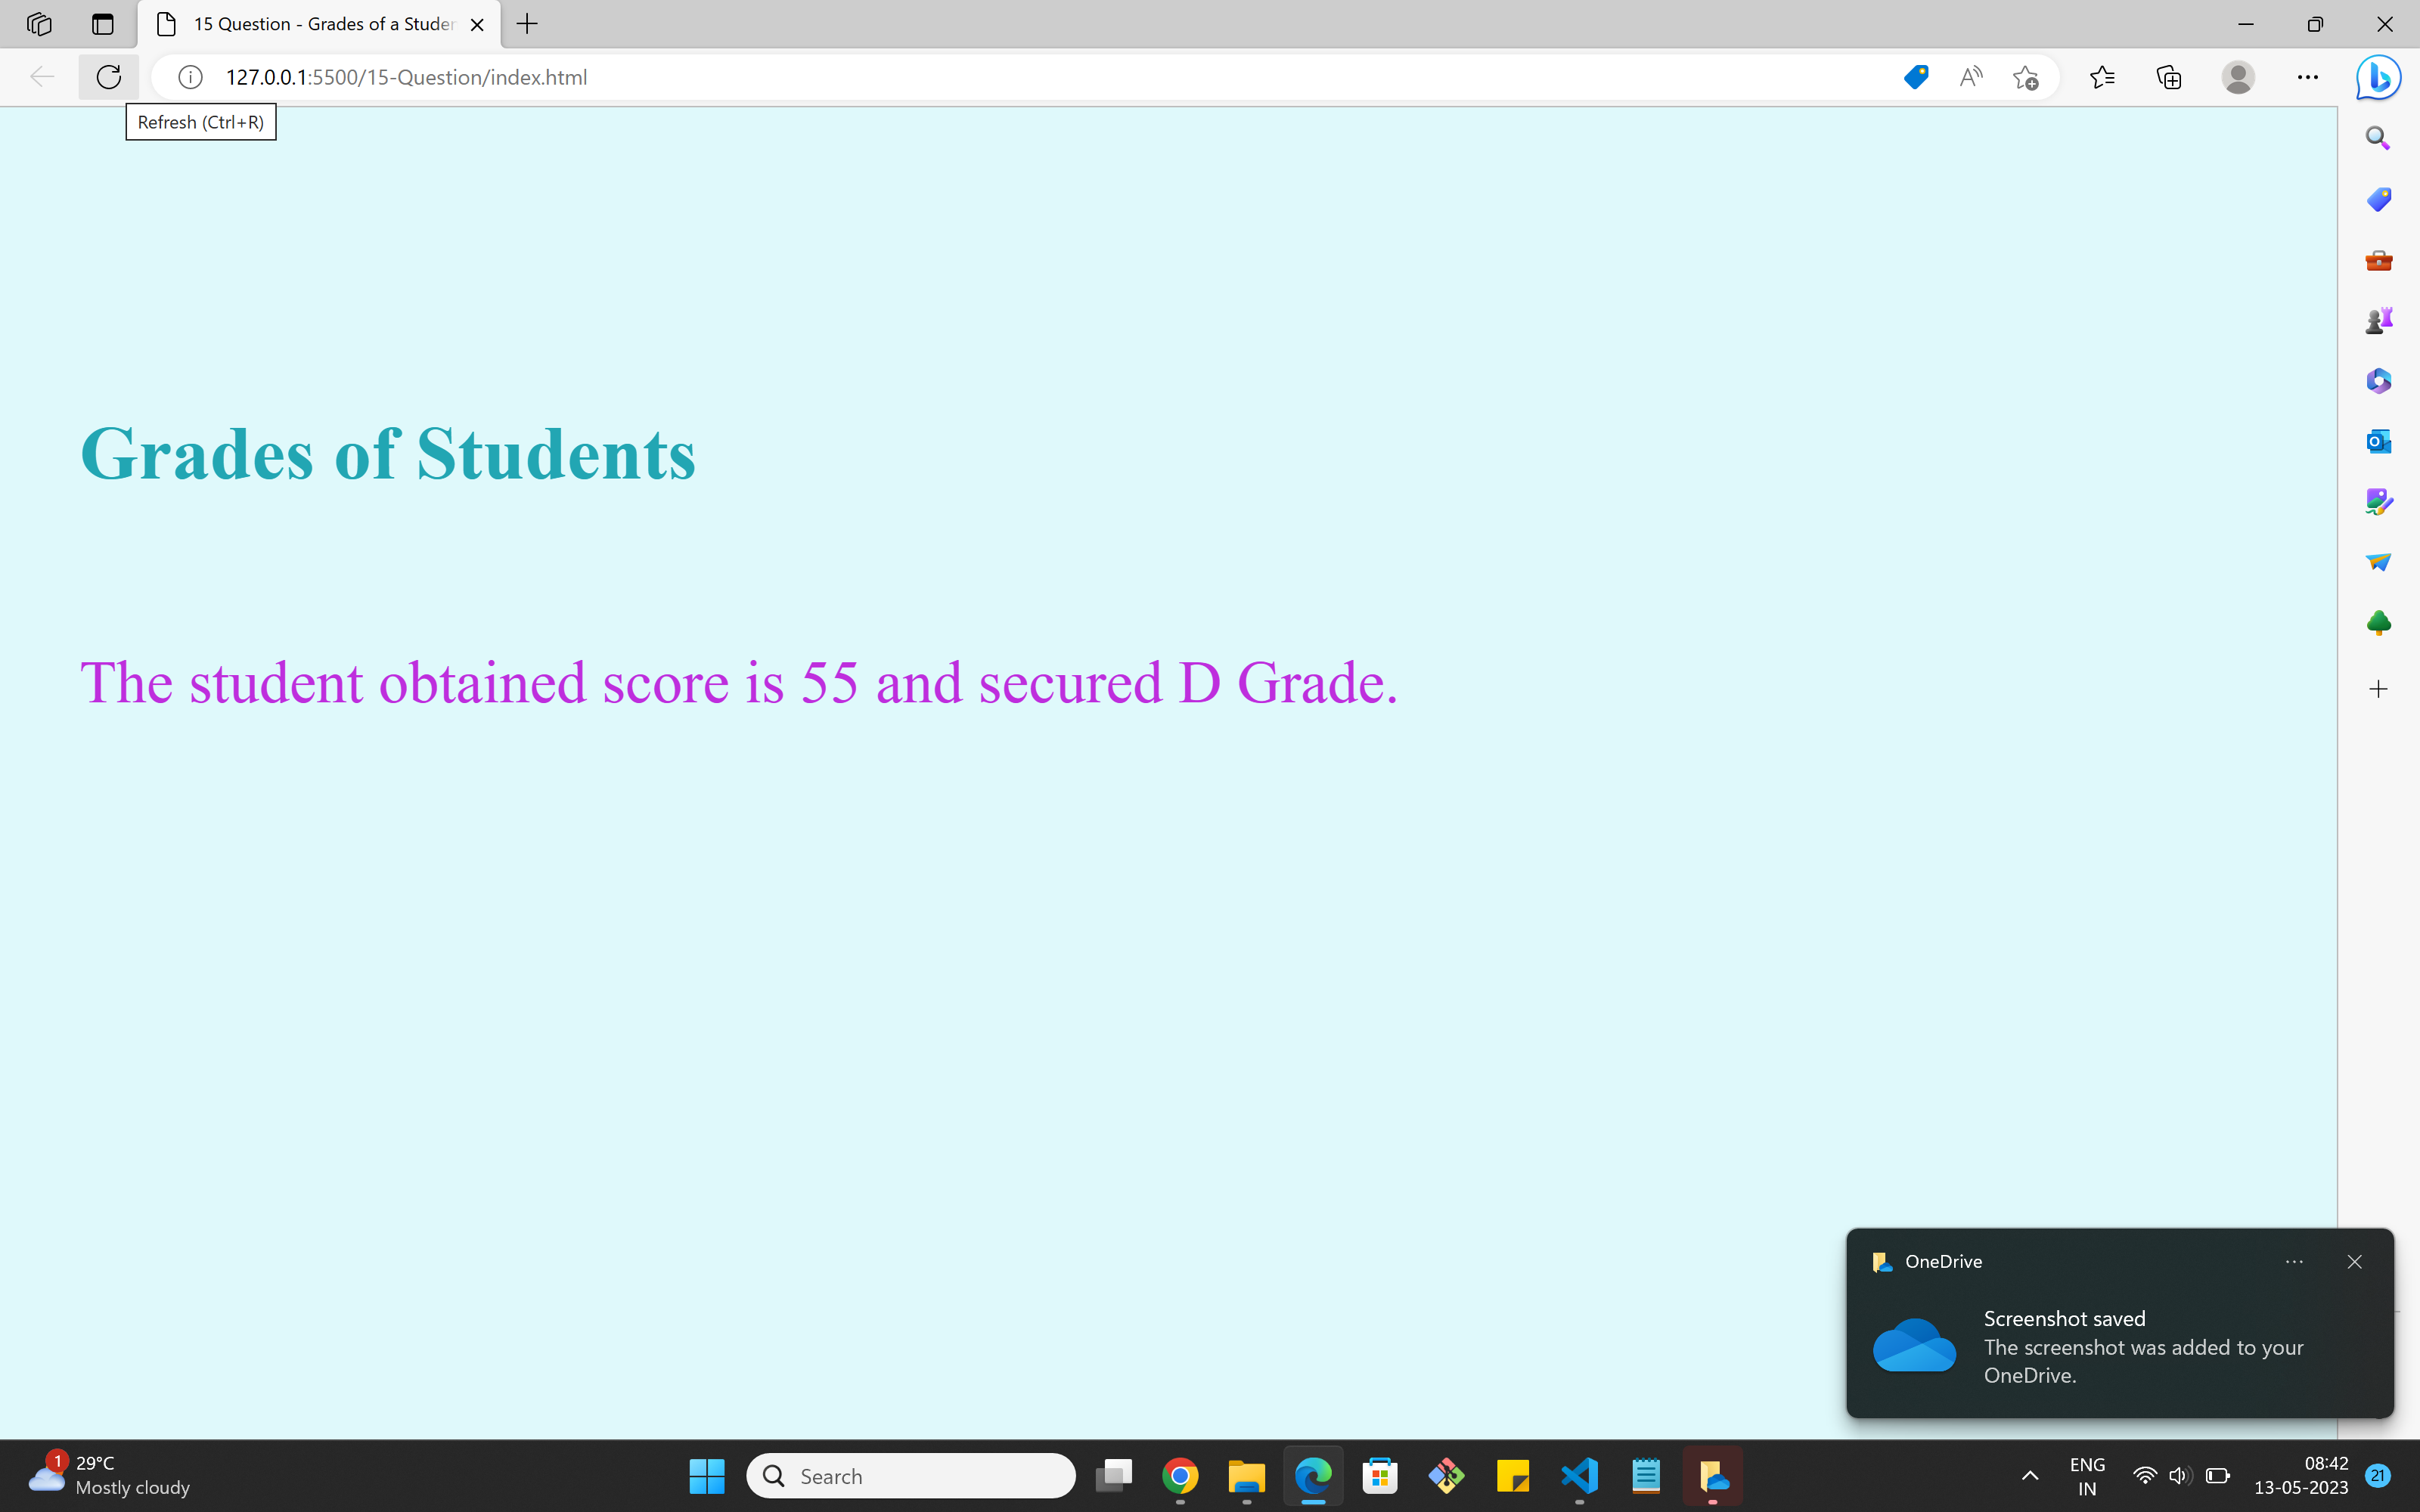 15 Question - Grades of a Studen
127.0.0.1:5500/15-Question/index.html
Refresh (Ctrl+R)
Grades of Students
The student obtained score is 55 and secured D Grade.
OneDrive
Screenshot saved
The screenshot was added to your
OneDrive.
1
29°C
Mostly cloudy
Search
ENG
IN
08:42
13-05-2023
21